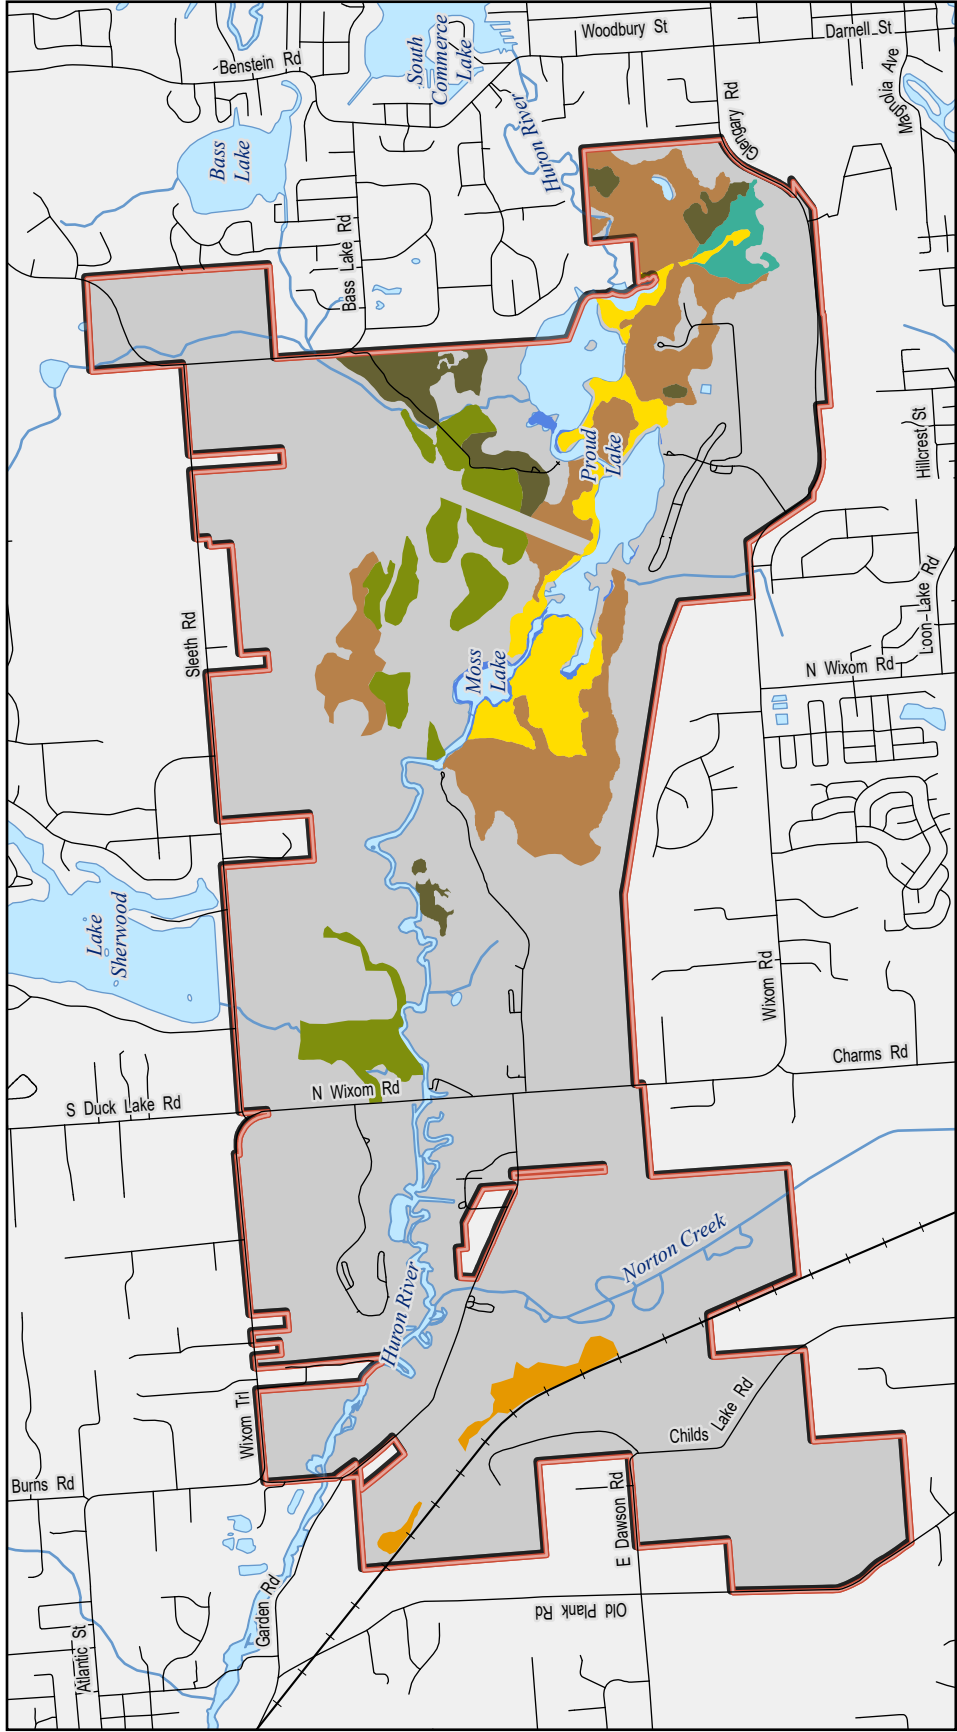 Woodbury St
Darnell St
South
Commerce
Lake
Benstein Rd
Magnolia Ave
Glengary Rd
Bass
Lake
Huron River
Bass Lake Rd
Hillcrest St
Proud
Lake
Loon-Lake Rd
Sleeth Rd
N Wixom Rd
Moss
Lake
Lake
Sherwood
Wixom Rd
Charms Rd
N Wixom Rd
S Duck Lake Rd
Norton Creek
Huron River
Wixom Trl
Childs Lake Rd
Burns Rd
E Dawson Rd
Old Plank Rd
Garden Rd
Atlantic St